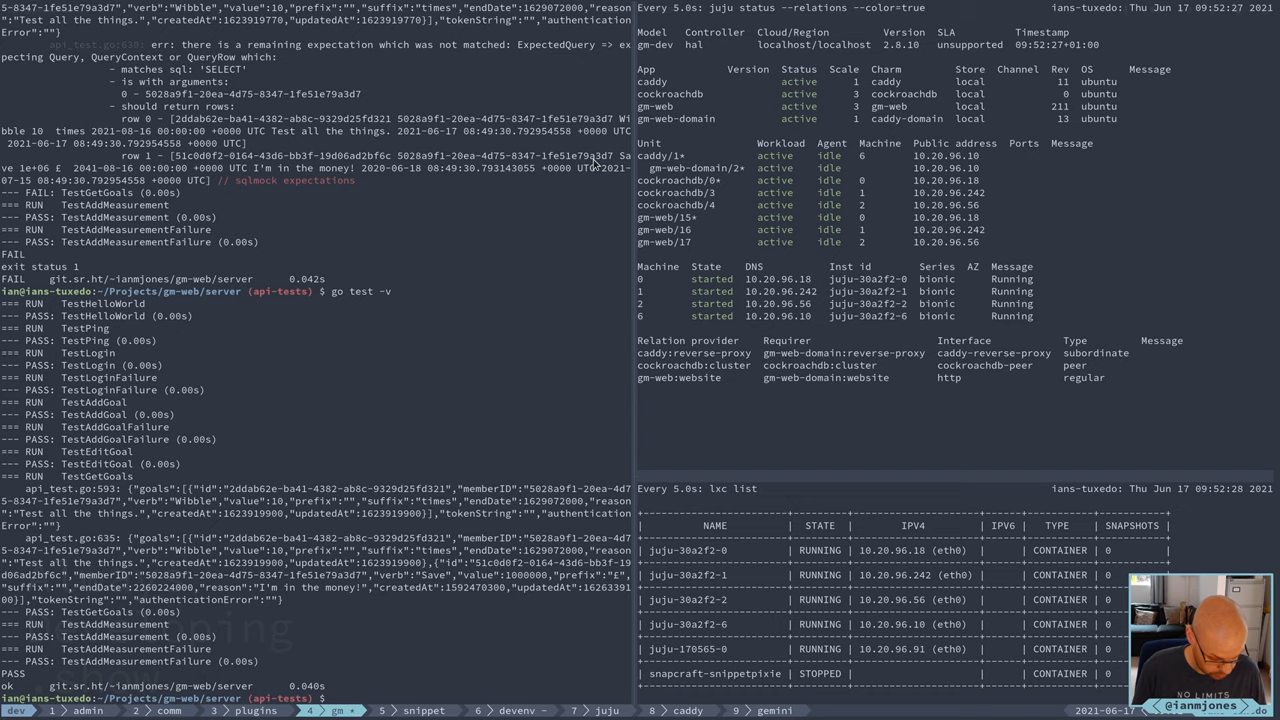 5-8347-1fe51e79a3d7","verb":"Wibble","value":10,"prefix":"","suffix":"times","endDate":1629072000,"reason
":"Test all the things.","createdAt":1623919770,"updatedAt":1623919770}],"tokenString":"","authentication
Error":""}
api_test.go:630: err: there is a remaining expectation which was not matched: ExpectedQuery => ex
pecting Query, QueryContext or QueryRow which:
- matches sql: 'SELECT'
- is with arguments:
0 - 5028a9f1-20ea-4d75-8347-1fe51e79a3d7
- should return rows:
row 0 - [2ddab62e-ba41-4382-ab8c-9329d25fd321 5028a9f1-20ea-4d75-8347-1fe51e79a3d7 Wi
bble 10  times 2021-08-16 00:00:00 +0000 UTC Test all the things. 2021-06-17 08:49:30.792954558 +0000 UTC
2021-06-17 08:49:30.792954558 +0000 UTC]
row 1 - [51c0d0f2-0164-43d6-bb3f-19d06ad2bf6c 5028a9f1-20ea-4d75-8347-1fe51e79a3d7 Sa
ve 1e+06 £  2041-08-16 00:00:00 +0000 UTC I'm in the money! 2020-06-18 08:49:30.793143055 +0000 UTC 2021-
07-15 08:49:30.792954558 +0000 UTC] // sqlmock expectations
--- FAIL: TestGetGoals (0.00s)
=== RUN   TestAddMeasurement
--- PASS: TestAddMeasurement (0.00s)
=== RUN   TestAddMeasurementFailure
--- PASS: TestAddMeasurementFailure (0.00s)
FAIL
exit status 1
FAIL    git.sr.ht/~ianmjones/gm-web/server      0.042s
ian@ians-tuxedo:~/Projects/gm-web/server (api-tests) $ go test -v
=== RUN   TestHelloWorld
--- PASS: TestHelloWorld (0.00s)
=== RUN   TestPing
--- PASS: TestPing (0.00s)
=== RUN   TestLogin
--- PASS: TestLogin (0.00s)
=== RUN   TestLoginFailure
--- PASS: TestLoginFailure (0.00s)
=== RUN   TestAddGoal
--- PASS: TestAddGoal (0.00s)
=== RUN   TestAddGoalFailure
--- PASS: TestAddGoalFailure (0.00s)
=== RUN   TestEditGoal
--- PASS: TestEditGoal (0.00s)
=== RUN   TestGetGoals
api_test.go:593: {"goals":[{"id":"2ddab62e-ba41-4382-ab8c-9329d25fd321","memberID":"5028a9f1-20ea-4d7
5-8347-1fe51e79a3d7","verb":"Wibble","value":10,"prefix":"","suffix":"times","endDate":1629072000,"reason
":"Test all the things.","createdAt":1623919900,"updatedAt":1623919900}],"tokenString":"","authentication
Error":""}
api_test.go:635: {"goals":[{"id":"2ddab62e-ba41-4382-ab8c-9329d25fd321","memberID":"5028a9f1-20ea-4d7
5-8347-1fe51e79a3d7","verb":"Wibble","value":10,"prefix":"","suffix":"times","endDate":1629072000,"reason
":"Test all the things.","createdAt":1623919900,"updatedAt":1623919900},{"id":"51c0d0f2-0164-43d6-bb3f-19
d06ad2bf6c","memberID":"5028a9f1-20ea-4d75-8347-1fe51e79a3d7","verb":"Save","value":1000000,"prefix":"£",
"suffix":"","endDate":2260224000,"reason":"I'm in the money!","createdAt":1592470300,"updatedAt":16263391
00}],"tokenString":"","authenticationError":""}
--- PASS: TestGetGoals (0.00s)
=== RUN   TestAddMeasurement
--- PASS: TestAddMeasurement (0.00s)
=== RUN   TestAddMeasurementFailure
--- PASS: TestAddMeasurementFailure (0.00s)
PASS
ok      git.sr.ht/~ianmjones/gm-web/server      0.040s
ian@ians-tuxedo:~/Projects/gm-web/server (api-tests) $
Every 5.0s: juju status --relations --color=true    ians-tuxedo: Thu Jun 17 09:52:27 2021
Model   Controller  Cloud/Region         Version  SLA          Timestamp
gm-dev  hal         localhost/localhost  2.8.10   unsupported  09:52:27+01:00
App            Version  Status  Scale  Charm         Store  Channel  Rev  OS      Message
caddy                   active      1  caddy         local            11  ubuntu
cockroachdb             active      3  cockroachdb   local             0  ubuntu
gm-web                  active      3  gm-web        local           211  ubuntu
gm-web-domain           active      1  caddy-domain  local            13  ubuntu
Unit                Workload  Agent  Machine  Public address  Ports  Message
caddy/1*            active    idle   6        10.20.96.10
gm-web-domain/2*  active    idle            10.20.96.10
cockroachdb/0*      active    idle   0        10.20.96.18
cockroachdb/3       active    idle   1        10.20.96.242
cockroachdb/4       active    idle   2        10.20.96.56
gm-web/15*          active    idle   0        10.20.96.18
gm-web/16           active    idle   1        10.20.96.242
gm-web/17           active    idle   2        10.20.96.56
Machine  State    DNS           Inst id        Series  AZ  Message
0        started  10.20.96.18   juju-30a2f2-0  bionic      Running
1        started  10.20.96.242  juju-30a2f2-1  bionic      Running
2        started  10.20.96.56   juju-30a2f2-2  bionic      Running
6        started  10.20.96.10   juju-30a2f2-6  bionic      Running
Relation provider    Requirer                     Interface            Type         Message
caddy:reverse-proxy  gm-web-domain:reverse-proxy  caddy-reverse-proxy  subordinate
cockroachdb:cluster  cockroachdb:cluster          cockroachdb-peer     peer
gm-web:website       gm-web-domain:website        http                 regular
Every 5.0s: lxc list    ians-tuxedo: Thu Jun 17 09:52:28 2021
| NAME | STATE | IPV4 | IPV6 | TYPE | SNAPSHOTS |
| juju-30a2f2-0 | RUNNING | 10.20.96.18 (eth0) | | CONTAINER | 0 |
| juju-30a2f2-1 | RUNNING | 10.20.96.242 (eth0) | | CONTAINER | 0
| juju-30a2f2-2 | RUNNING | 10.20.96.56 (eth0) | | CONTAINER | 0
| juju-30a2f2-6 | RUNNING | 10.20.96.10 (eth0) | | CONTAINER | 0
| juju-170565-0 | RUNNING | 10.20.96.91 (eth0) | | CONTAINER | 0
| snapcraft-snippetpixie | STOPPED | | | CONTAINER | 0
NO LIMITS
dev 1 admin 2 comm 3 plugins 4 gm * 5 snippet 6 devenv - 7 juju 8 caddy 9 gemini 2021-06-17
<@ianmjones>